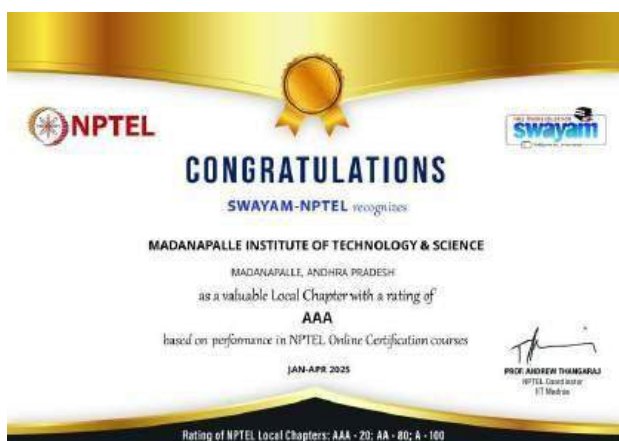 NPTEL
swayam
CONGRATULATIONS
SWAYAM-NPTEL recognizes
MADANAPALLE INSTITUTE OF TECHNOLOGY & SCIENCE
MADANAPALLE, ANDHRA PRADESH
as a valuable Local Chapter with a rating of
AAA
based on performance in NPTEL Online Certification courses
JAN-APR 2025
PROF. ANDREW THANGARAJ
NPTEL Coordinator
IIT Madras
Rating of NPTEL Local Chapters: AAA - 20; AA - 80; A - 100